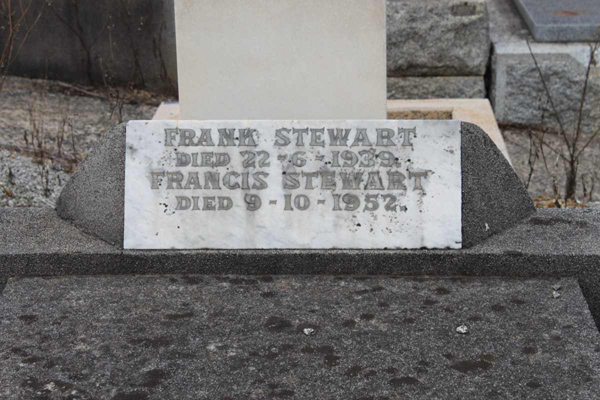 FRANK STEWART
DIED 22-6-1939.
FRANCIS STEWART
DIED 9-10-1952.